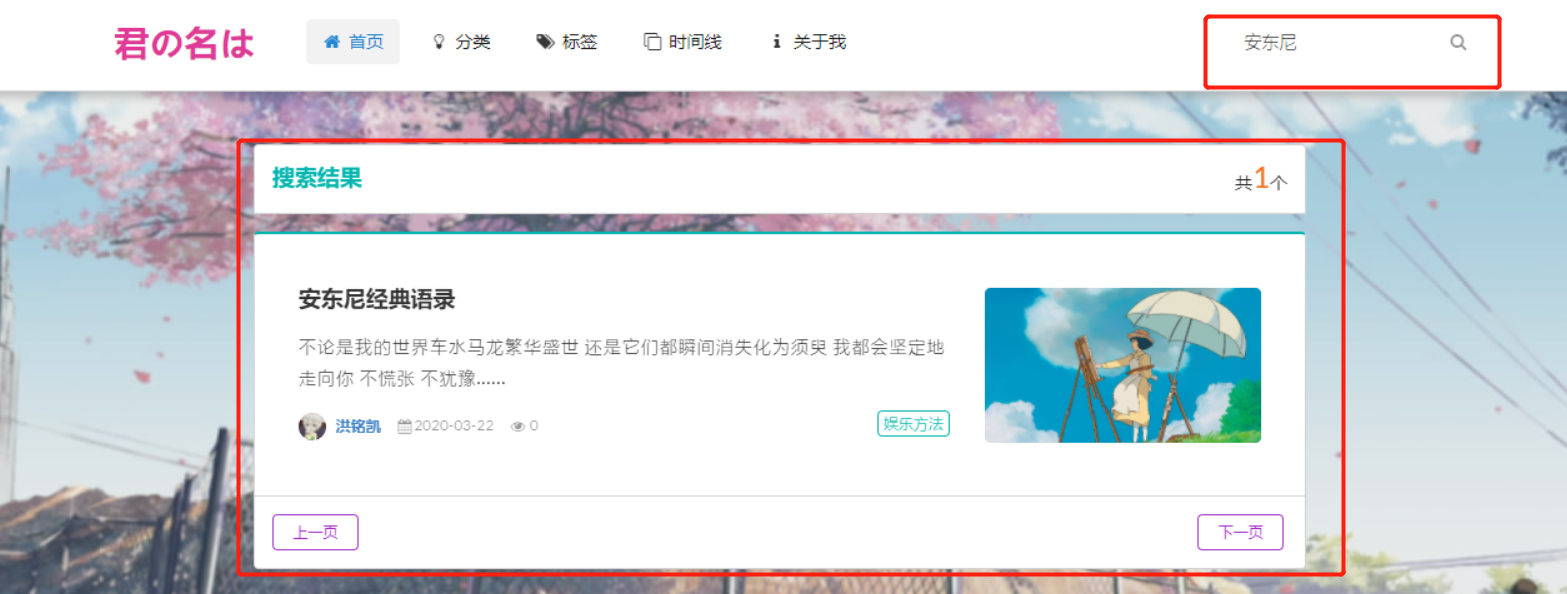 君の名は 首页 分类 标签 时间线 关于我 安东尼
搜索结果 共1个
安东尼经典语录
不论是我的世界车水马龙繁华盛世 还是它们都瞬间消失化为须臾 我都会坚定地
走向你 不慌张 不犹豫......
洪铭凯 2020-03-22 0 娱乐方法
上一页 下一页